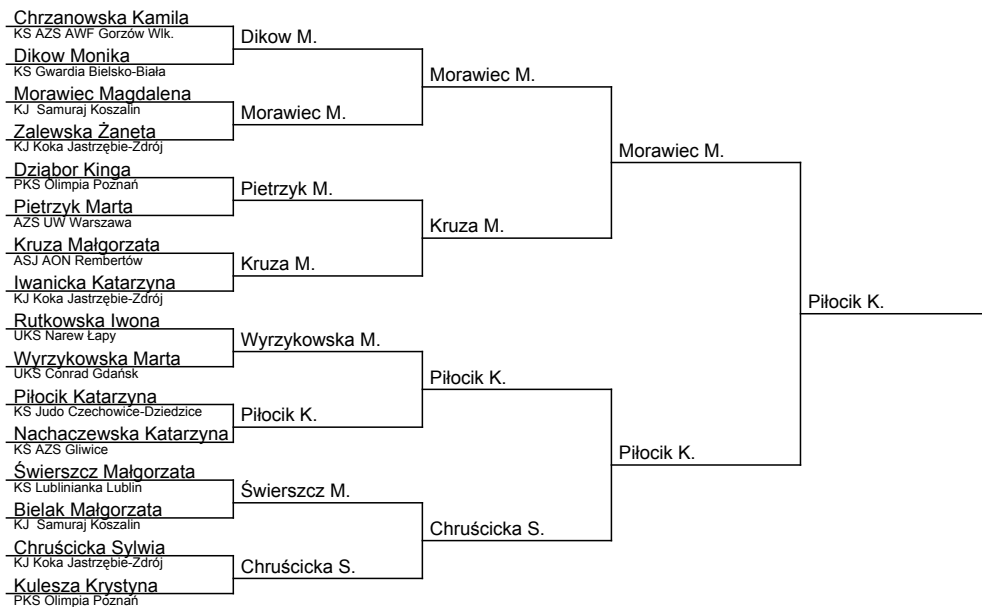 Chrzanowska Kamila
KS AZS AWF Gorzów Wlk.
Dikow Monika
KS Gwardia Bielsko-Biała
Morawiec Magdalena
KJ  Samuraj Koszalin
Zalewska Żaneta
KJ Koka Jastrzębie-Zdrój
Dziąbor Kinga
PKS Olimpia Poznań
Pietrzyk Marta
AZS UW Warszawa
Kruza Małgorzata
ASJ AON Rembertów
Iwanicka Katarzyna
KJ Koka Jastrzębie-Zdrój
Rutkowska Iwona
UKS Narew Łapy
Wyrzykowska Marta
UKS Conrad Gdańsk
Piłocik Katarzyna
KS Judo Czechowice-Dziedzice
Nachaczewska Katarzyna
KS AZS Gliwice
Świerszcz Małgorzata
KS Lublinianka Lublin
Bielak Małgorzata
KJ  Samuraj Koszalin
Chruścicka Sylwia
KJ Koka Jastrzębie-Zdrój
Kulesza Krystyna
PKS Olimpia Poznań
Dikow M.
Morawiec M.
Pietrzyk M.
Kruza M.
Wyrzykowska M.
Piłocik K.
Świerszcz M.
Chruścicka S.
Morawiec M.
Kruza M.
Piłocik K.
Chruścicka S.
Morawiec M.
Piłocik K.
Piłocik K.